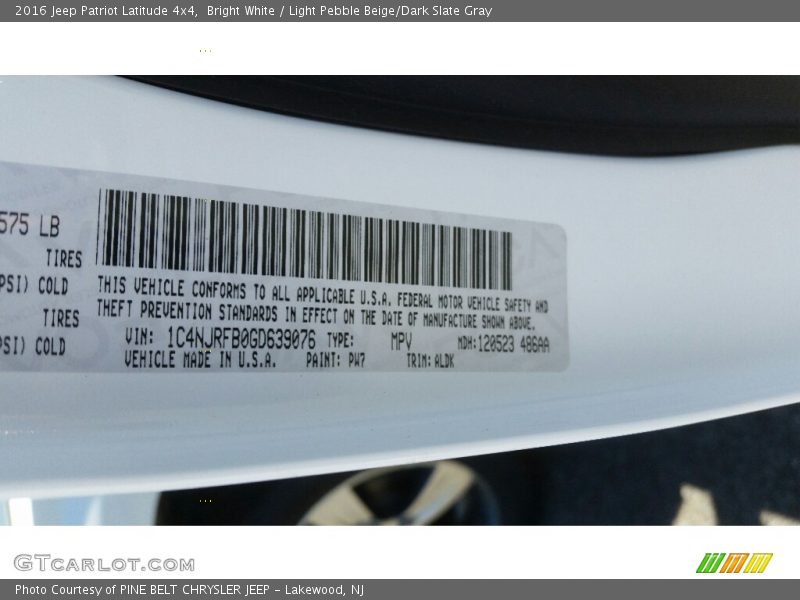 2016 Jeep Patriot Latitude 4x4,  Bright White / Light Pebble Beige/Dark Slate Gray
575 LB
TIRES
PSI) COLD
TIRES
PSI) COLD
THIS VEHICLE CONFORMS TO ALL APPLICABLE U.S.A. FEDERAL MOTOR VEHICLE SAFETY AND
THEFT PREVENTION STANDARDS IN EFFECT ON THE DATE OF MANUFACTURE SHOWN ABOVE.
VIN: 1C4NJRFB0GD639076 TYPE: MPV MDH:120523 486AA
VEHICLE MADE IN U.S.A. PAINT: PW7 TRIM: ALDK
GTCARLOT.COM
Photo Courtesy of PINE BELT CHRYSLER JEEP - Lakewood, NJ